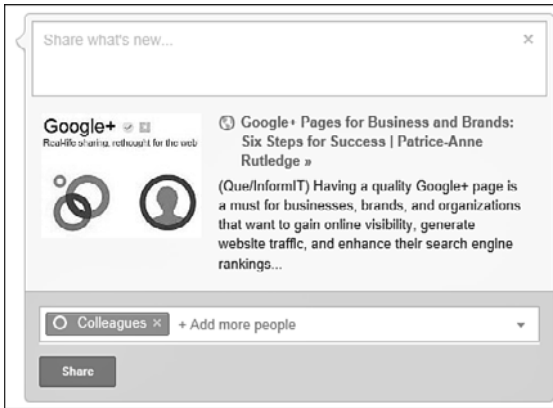 Share what's new...
Google+
Real-life sharing, rethought for the web
Google+ Pages for Business and Brands:
Six Steps for Success | Patrice-Anne
Rutledge »
(Que/InformIT) Having a quality Google+ page is
a must for businesses, brands, and organizations
that want to gain online visibility, generate
website traffic, and enhance their search engine
rankings...
Colleagues × + Add more people
Share